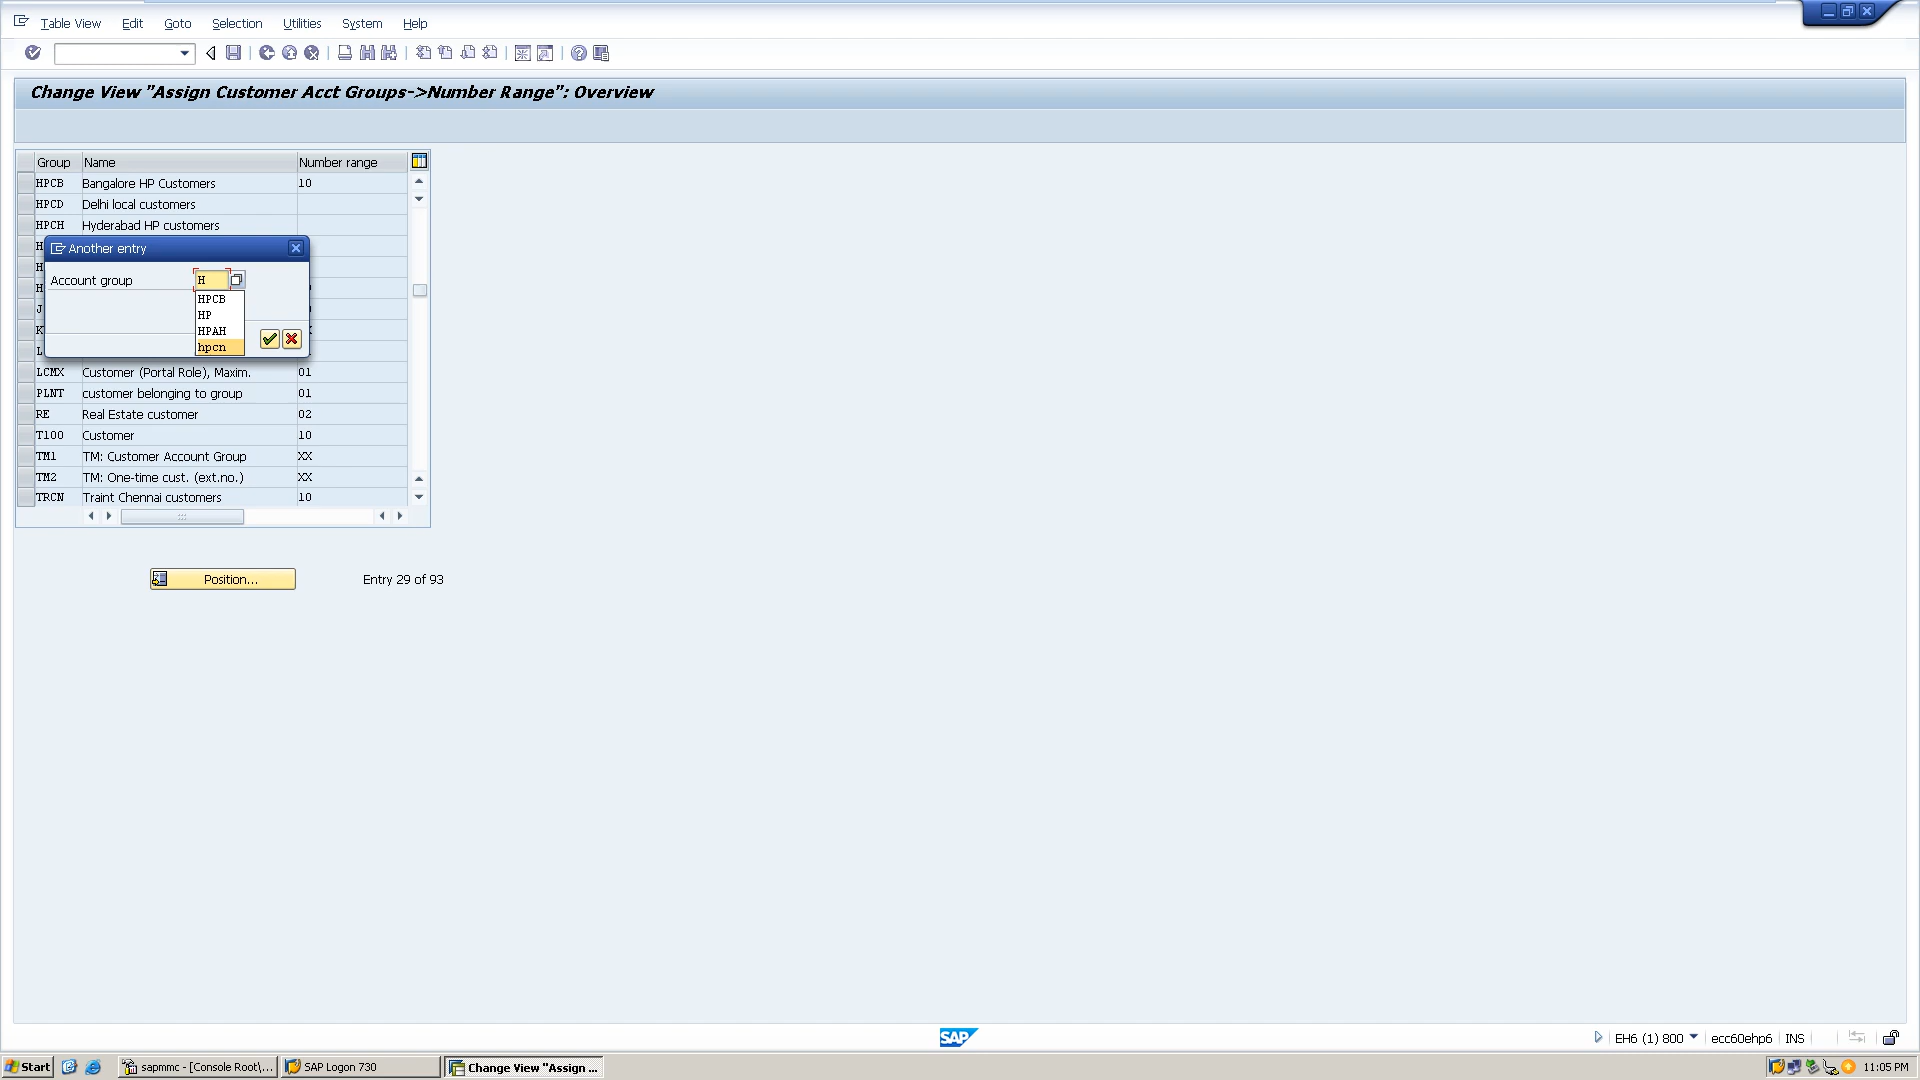 Table View Edit Goto Selection Utilities System Help
Change View "Assign Customer Acct Groups->Number Range": Overview
Group Name Number range
HPCB Bangalore HP Customers 10
HPCD Delhi local customers
HPCH Hyderabad HP customers
H
Another entry
H
Account group H
H
HPCB
J
HP
K
HPAH
L
hpcn
LCMX Customer (Portal Role), Maxim. 01
PLNT customer belonging to group 01
RE Real Estate customer 02
T100 Customer 10
TM1 TM: Customer Account Group XX
TM2 TM: One-time cust. (ext.no.) XX
TRCN Traint Chennai customers 10
Position... Entry 29 of 93
SAP
EH6 (1) 800 ecc60ehp6 INS
Start sapmmc - [Console Root\... SAP Logon 730 Change View "Assign ... 11:05 PM